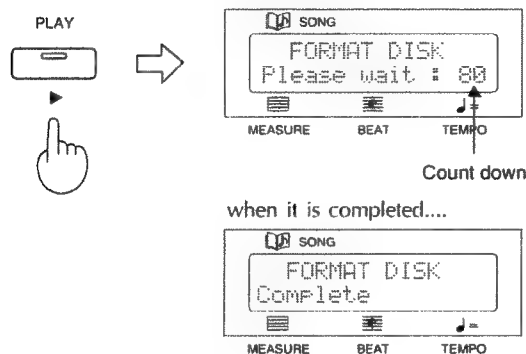 PLAY
SONG
FORMAT DISK
Please wait : 80
MEASURE BEAT TEMPO
Count down
when it is completed....
SONG
FORMAT DISK
Complete
MEASURE BEAT TEMPO